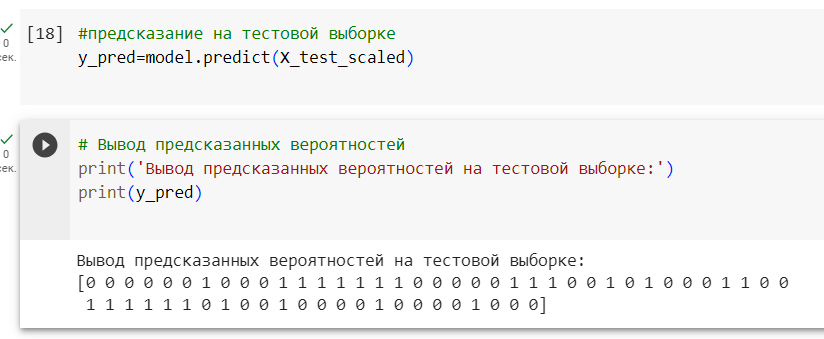 [18] #предсказание на тестовой выборке
0
сек.
y_pred=model.predict(X_test_scaled)
0
сек.
# Вывод предсказанных вероятностей
print('Вывод предсказанных вероятностей на тестовой выборке:')
print(y_pred)
Вывод предсказанных вероятностей на тестовой выборке:
[0 0 0 0 0 0 1 0 0 0 1 1 1 1 1 1 1 0 0 0 0 0 1 1 1 0 0 1 0 1 0 0 0 1 1 0 0
1 1 1 1 1 1 0 1 0 0 1 0 0 0 0 1 0 0 0 0 1 0 0 0]